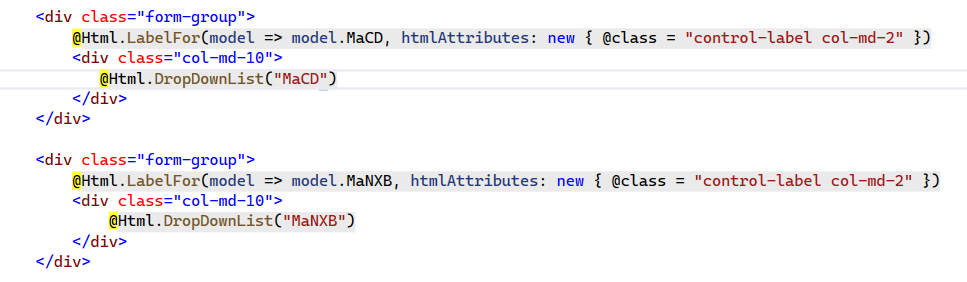 <div class="form-group">
@Html.LabelFor(model => model.MaCD, htmlAttributes: new { @class = "control-label col-md-2" })
<div class="col-md-10">
@Html.DropDownList("MaCD")
</div>
</div>
<div class="form-group">
@Html.LabelFor(model => model.MaNXB, htmlAttributes: new { @class = "control-label col-md-2" })
<div class="col-md-10">
@Html.DropDownList("MaNXB")
</div>
</div>